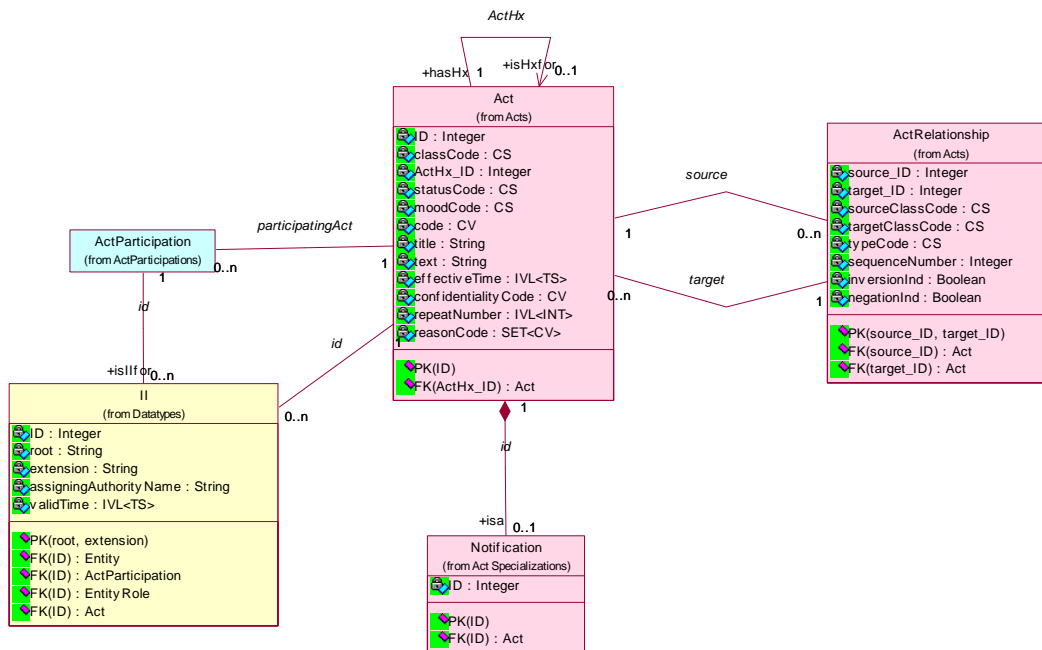 ActHx
+hasHx 1
+isHxfor 0..1
Act
(from Acts)
ID : Integer
classCode : CS
ActHx_ID : Integer
statusCode : CS
moodCode : CS
code : CV
title : String
text : String
effectiveTime : IVL<TS>
confidentialityCode : CV
repeatNumber : IVL<INT>
reasonCode : SET<CV>
PK(ID)
FK(ActHx_ID) : Act
ActRelationship
(from Acts)
source_ID : Integer
target_ID : Integer
sourceClassCode : CS
targetClassCode : CS
typeCode : CS
sequenceNumber : Integer
inversionInd : Boolean
negationInd : Boolean
PK(source_ID, target_ID)
FK(source_ID) : Act
FK(target_ID) : Act
source
1
0..n
target
0..n
1
participatingAct
0..n
1
ActParticipation
(from ActParticipations)
1
id
+isIIfor 0..n
id
1
0..n
II
(from Datatypes)
ID : Integer
root : String
extension : String
assigningAuthorityName : String
validTime : IVL<TS>
PK(root, extension)
FK(ID) : Entity
FK(ID) : ActParticipation
FK(ID) : Entity Role
FK(ID) : Act
1
id
+isa
0..1
Notification
(from Act Specializations)
ID : Integer
PK(ID)
FK(ID) : Act